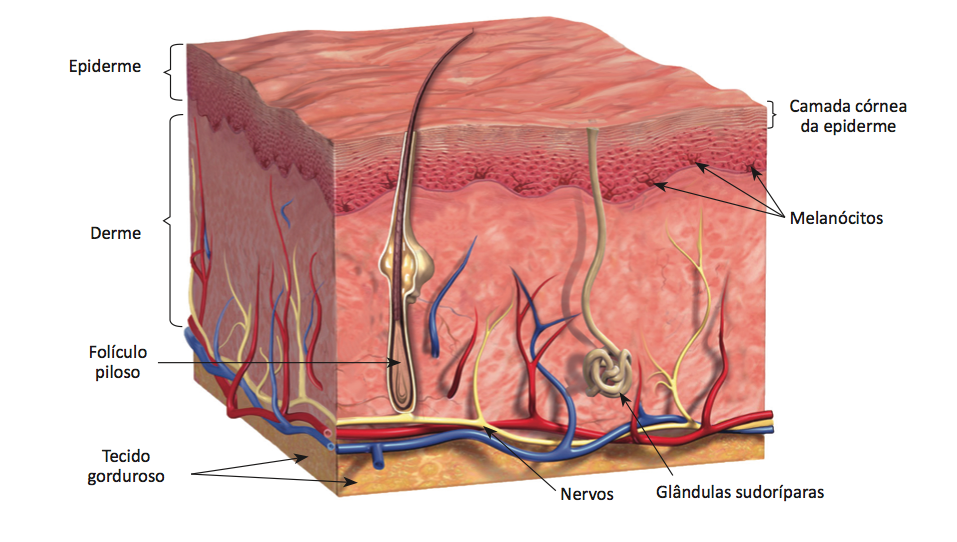 Epiderme
Camada córnea
da epiderme
Melanócitos
Derme
Folículo
piloso
Tecido
gorduroso
Nervos
Glândulas sudoríparas